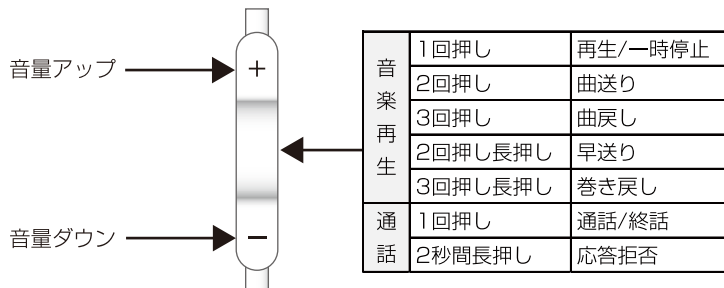 音量アップ
+
音量ダウン
−
音楽再生
1回押し 再生/一時停止
2回押し 曲送り
3回押し 曲戻し
2回押し長押し 早送り
3回押し長押し 巻き戻し
通話
1回押し 通話/終話
2秒間長押し 応答拒否